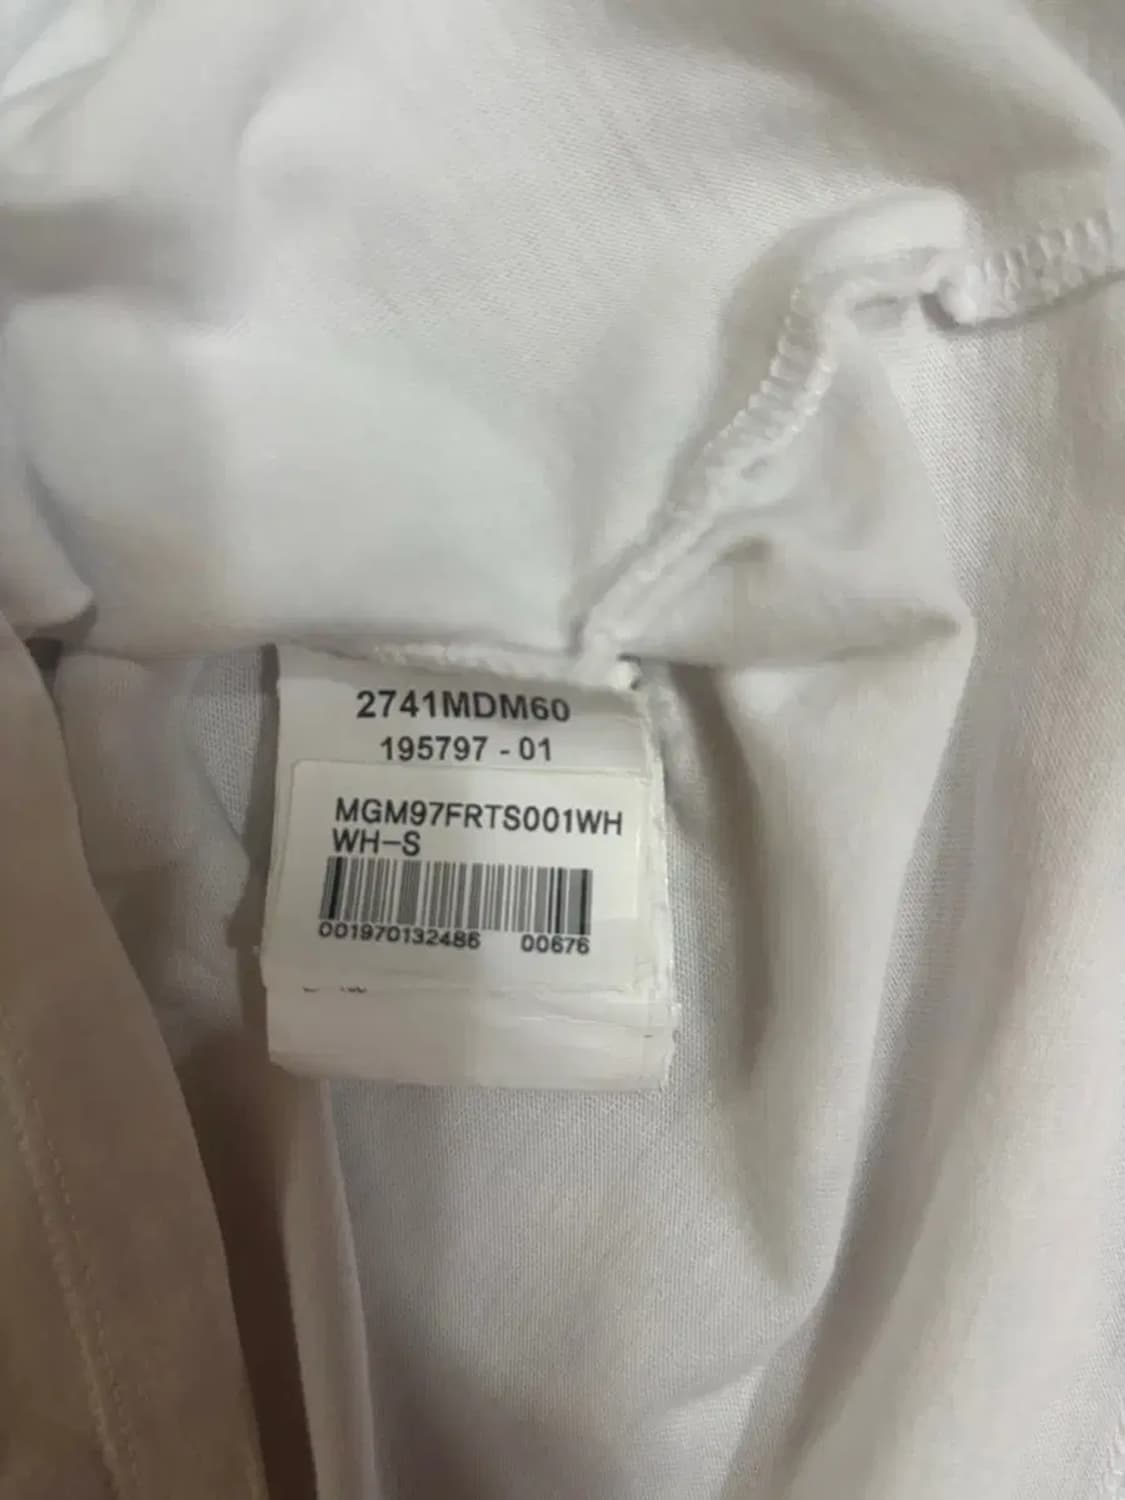 2741MDM60
195797 - 01
MGM97FRTS001WH
WH-S
001970132486 00676